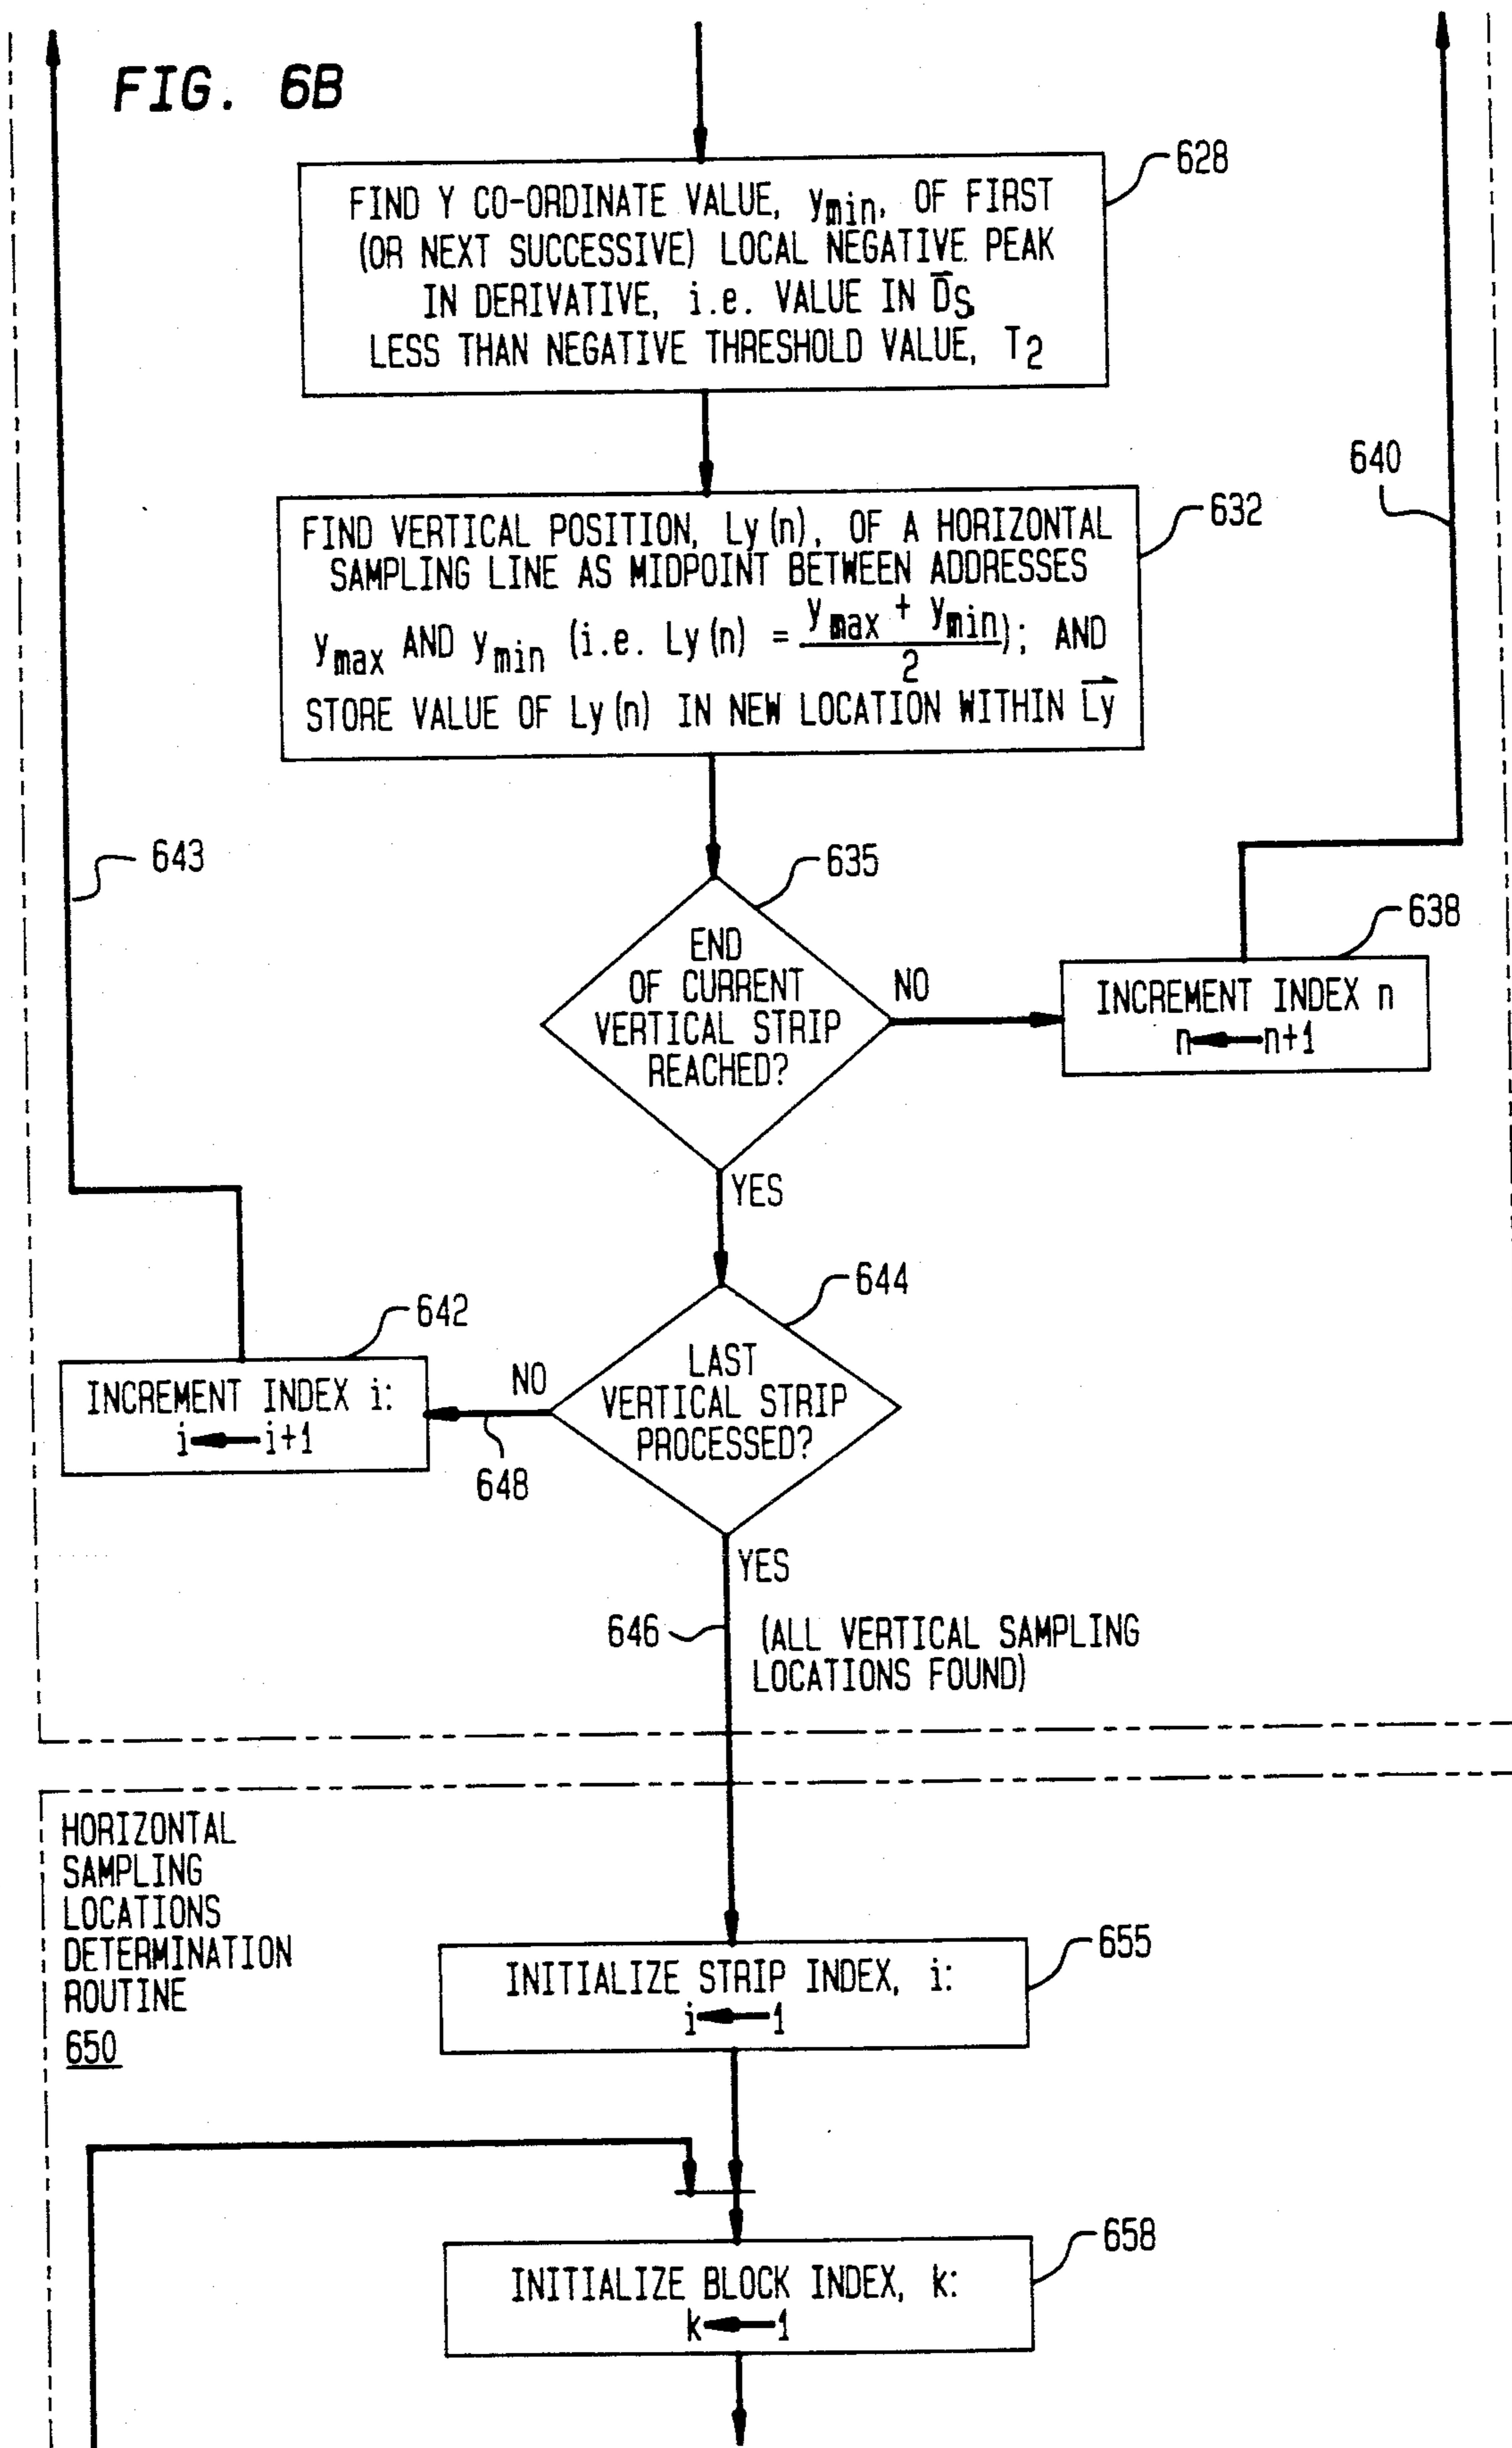 FIG. 6B
628
FIND Y CO-ORDINATE VALUE, ymin, OF FIRST
(OR NEXT SUCCESSIVE) LOCAL NEGATIVE PEAK
IN DERIVATIVE, i.e. VALUE IN D⃗S,
LESS THAN NEGATIVE THRESHOLD VALUE, T2
640
632
FIND VERTICAL POSITION, Ly(n), OF A HORIZONTAL
SAMPLING LINE AS MIDPOINT BETWEEN ADDRESSES
ymax AND ymin (i.e. Ly(n) = (ymax + ymin)/2); AND
STORE VALUE OF Ly(n) IN NEW LOCATION WITHIN L⃗y
643
635
END
OF CURRENT
VERTICAL STRIP
REACHED?
NO
638
INCREMENT INDEX n
n←n+1
YES
644
642
LAST
VERTICAL STRIP
PROCESSED?
NO
INCREMENT INDEX i:
i←i+1
648
YES
646
(ALL VERTICAL SAMPLING
LOCATIONS FOUND)
HORIZONTAL
SAMPLING
LOCATIONS
DETERMINATION
ROUTINE
650
655
INITIALIZE STRIP INDEX, i:
i←1
658
INITIALIZE BLOCK INDEX, k:
k←1